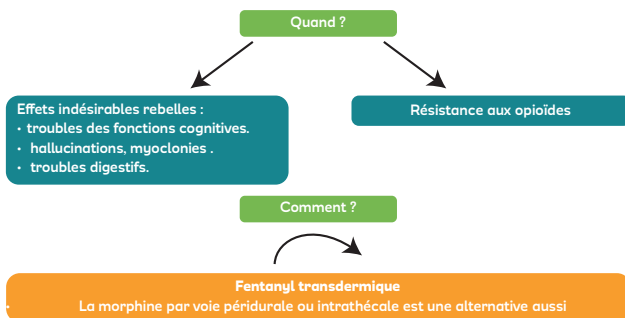 Quand ?
Effets indésirables rebelles :
• troubles des fonctions cognitives.
• hallucinations, myoclonies .
• troubles digestifs.
Résistance aux opioïdes
Comment ?
Fentanyl transdermique
• La morphine par voie péridurale ou intrathécale est une alternative aussi